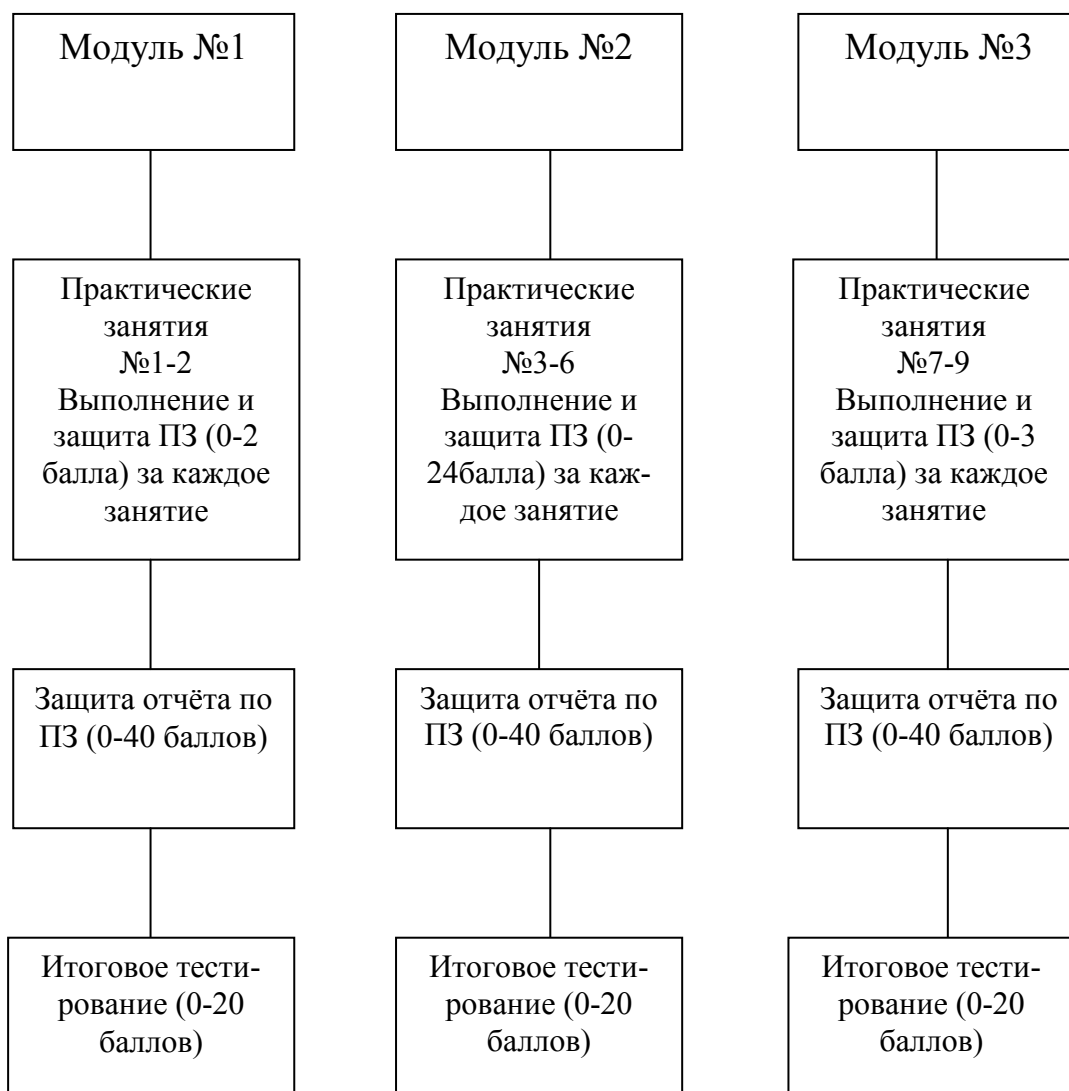 Модуль №1
Модуль №2
Модуль №3
Практические
занятия
№1-2
Выполнение и
защита ПЗ (0-2
балла) за каждое
занятие
Практические
занятия
№3-6
Выполнение и
защита ПЗ (0-
24балла) за каж-
дое занятие
Практические
занятия
№7-9
Выполнение и
защита ПЗ (0-3
балла) за каждое
занятие
Защита отчёта по
ПЗ (0-40 баллов)
Защита отчёта по
ПЗ (0-40 баллов)
Защита отчёта по
ПЗ (0-40 баллов)
Итоговое тести-
рование (0-20
баллов)
Итоговое тести-
рование (0-20
баллов)
Итоговое тести-
рование (0-20
баллов)